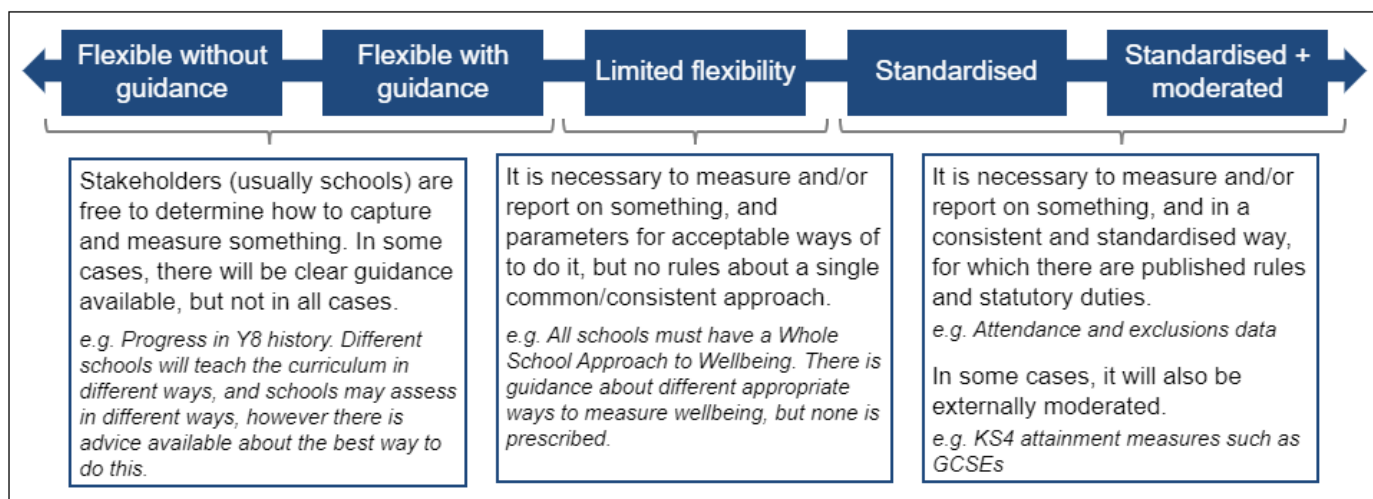 Flexible without
guidance
Flexible with
guidance
Limited flexibility
Standardised
Standardised +
moderated
Stakeholders (usually schools) are
free to determine how to capture
and measure something. In some
cases, there will be clear guidance
available, but not in all cases.
e.g. Progress in Y8 history. Different
schools will teach the curriculum in
different ways, and schools may assess
in different ways, however there is
advice available about the best way to
do this.
It is necessary to measure and/or
report on something, and
parameters for acceptable ways of
to do it, but no rules about a single
common/consistent approach.
e.g. All schools must have a Whole
School Approach to Wellbeing. There is
guidance about different appropriate
ways to measure wellbeing, but none is
prescribed.
It is necessary to measure and/or
report on something, and in a
consistent and standardised way,
for which there are published rules
and statutory duties.
e.g. Attendance and exclusions data
In some cases, it will also be
externally moderated.
e.g. KS4 attainment measures such as
GCSEs